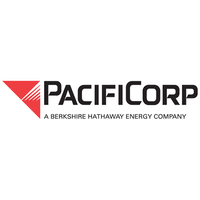 PACIFICORP
A BERKSHIRE HATHAWAY ENERGY COMPANY